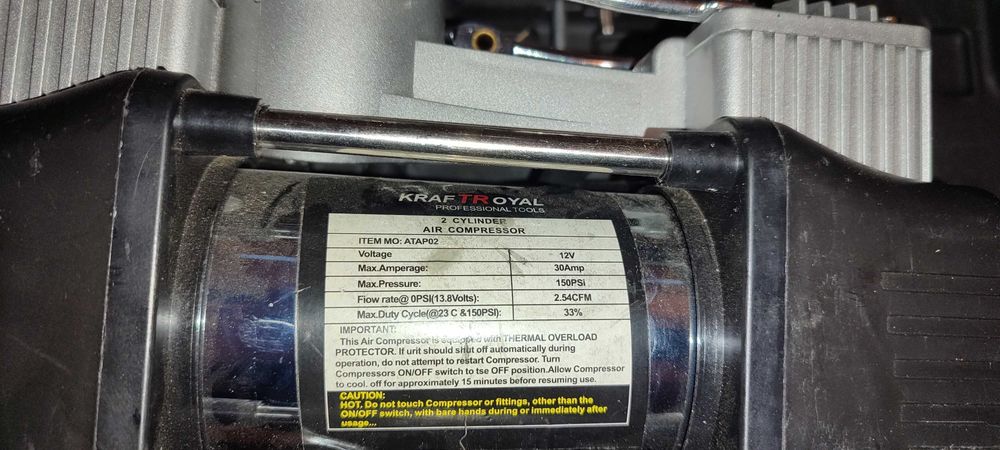 KRAFTROYAL
PROFESSIONAL TOOLS
2 CYLINDER
AIR COMPRESSOR
ITEM MO: ATAP02
Voltage 12V
Max.Amperage: 30Amp
Max.Pressure: 150PSi
Fiow rate@ 0PSI(13.8Volts): 2.54CFM
Max.Duty Cycle(@23 C &150PSI): 33%
IMPORTANT:
This Air Compressor is equipped with THERMAL OVERLOAD
PROTECTOR. If urit should shut off automatically during
operation, do not attempt to restart Compressor. Turn
Compressors ON/OFF switch to tse OFF position.Allow Compressor
to cool. off for approximately 15 minutes before resuming use.
CAUTION:
HOT. Do not touch Compressor or fittings, other than the
ON/OFF switch, with bare hands during or immediately after
usage...